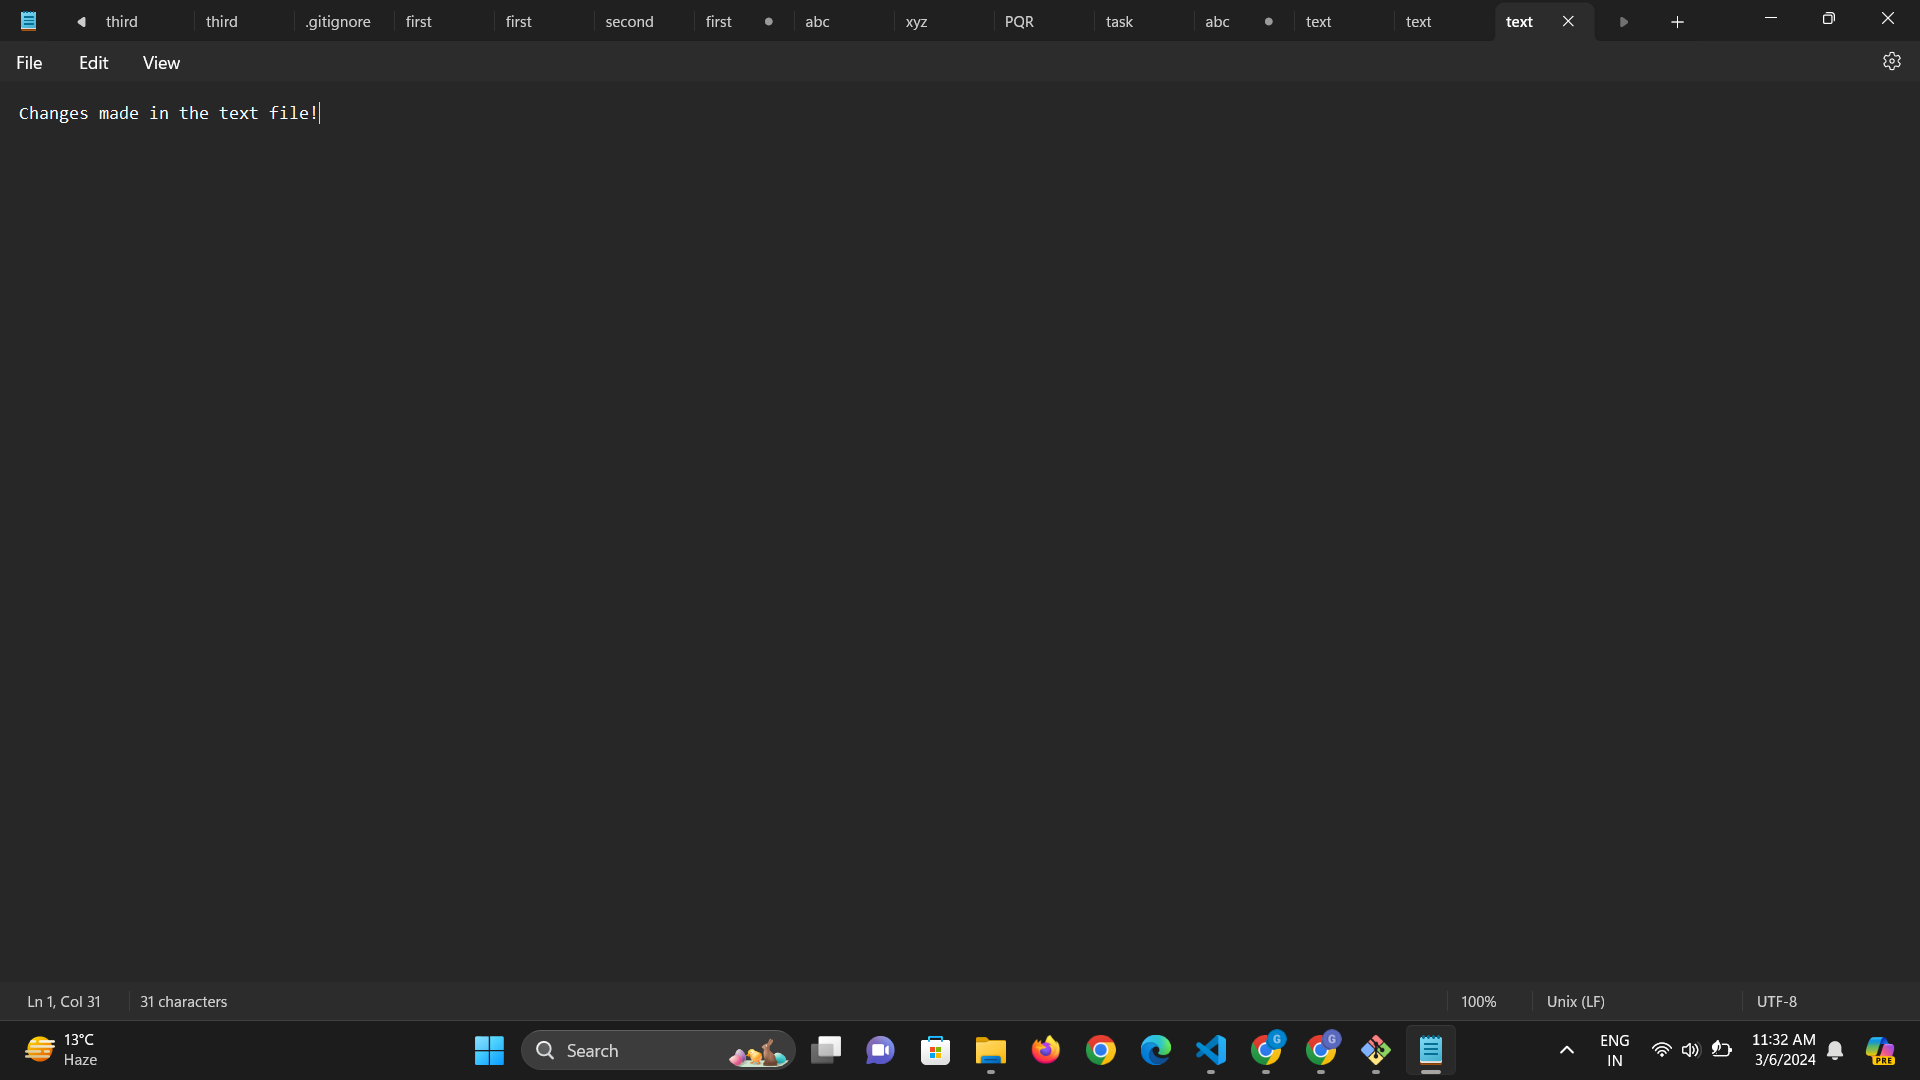 third third .gitignore first first second first abc xyz PQR task abc text text text
File Edit View
Changes made in the text file!
Ln 1, Col 31 31 characters 100% Unix (LF) UTF-8
13°C
Haze
Search
G
G
ENG
IN
11:32 AM
3/6/2024
PRE